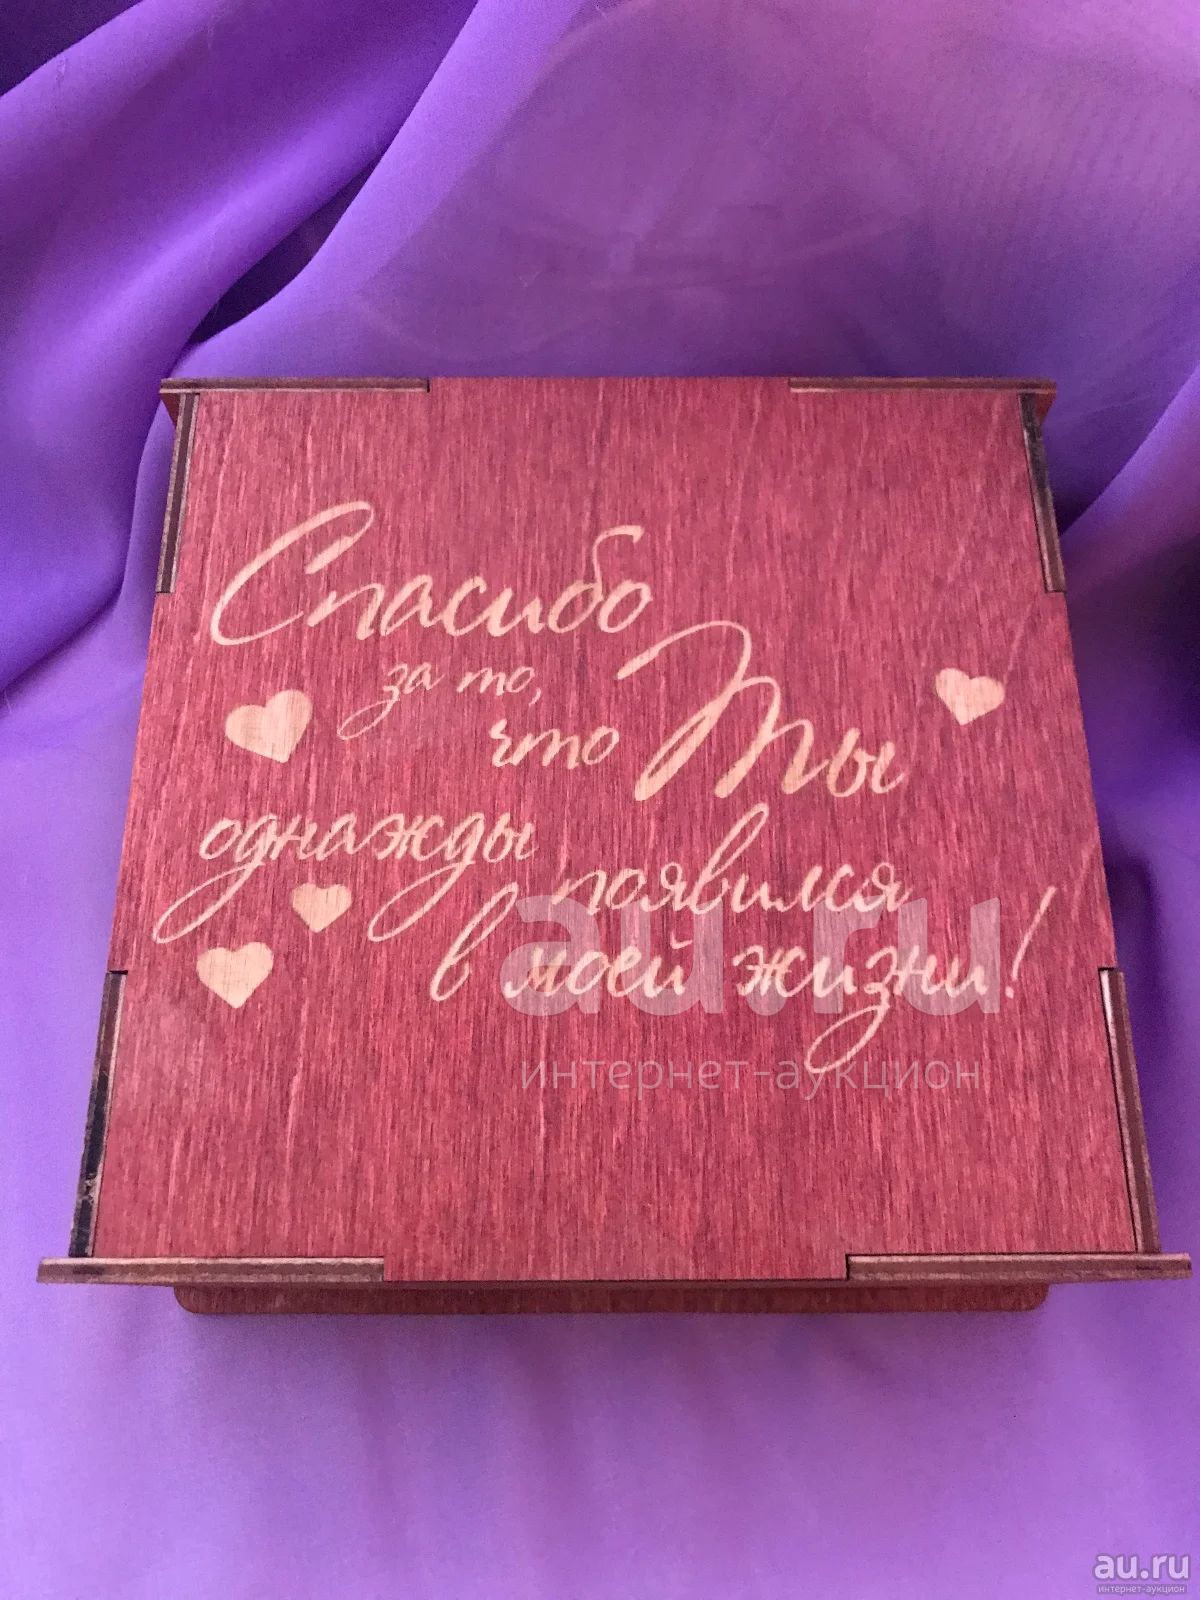 Спасибо
за то,
что Ты
однажды
появился
в моей жизни!
au.ru
интернет-аукцион
au.ru
интернет-аукцион